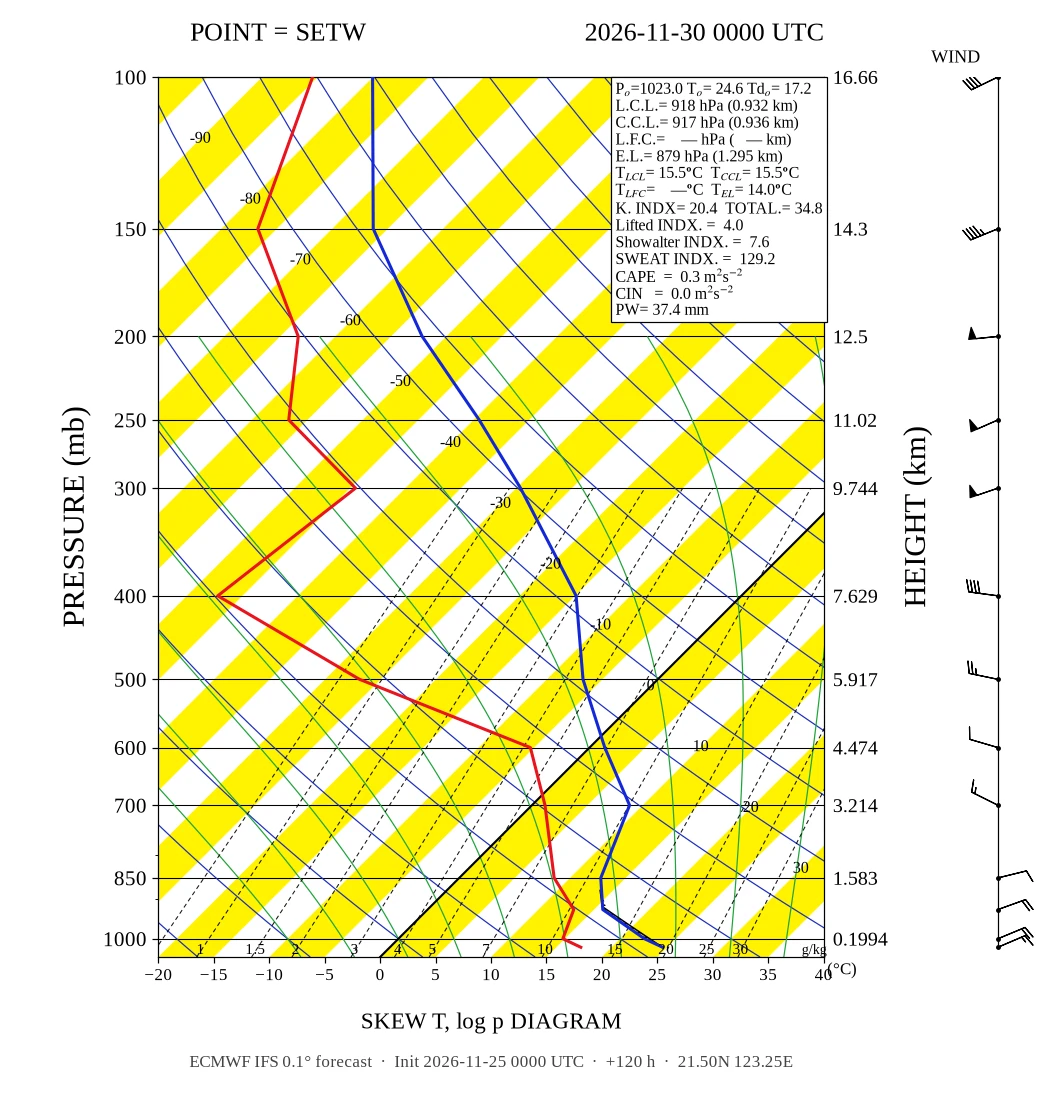 POINT = SETW
2026-11-30 0000 UTC
WIND
PRESSURE (mb)
100
150
200
250
300
400
500
600
700
850
1000
-90
-80
-70
-60
-50
-40
-30
-20
-10
0
10
20
30
Po=1023.0 To= 24.6 Tdo= 17.2
L.C.L.= 918 hPa (0.932 km)
C.C.L.= 917 hPa (0.936 km)
L.F.C.= — hPa ( — km)
E.L.= 879 hPa (1.295 km)
TLCL= 15.5°C TCCL= 15.5°C
TLFC= —°C TEL= 14.0°C
K. INDX= 20.4 TOTAL.= 34.8
Lifted INDX. = 4.0
Showalter INDX. = 7.6
SWEAT INDX. = 129.2
CAPE = 0.3 m²s⁻²
CIN = 0.0 m²s⁻²
PW= 37.4 mm
16.66
14.3
12.5
11.02
9.744
7.629
5.917
4.474
3.214
1.583
0.1994
HEIGHT (km)
1 1.5 2 3 4 5 7 10 15 20 25 30 g/kg
−20 −15 −10 −5 0 5 10 15 20 25 30 35 40 (°C)
SKEW T, log p DIAGRAM
ECMWF IFS 0.1° forecast · Init 2026-11-25 0000 UTC · +120 h · 21.50N 123.25E